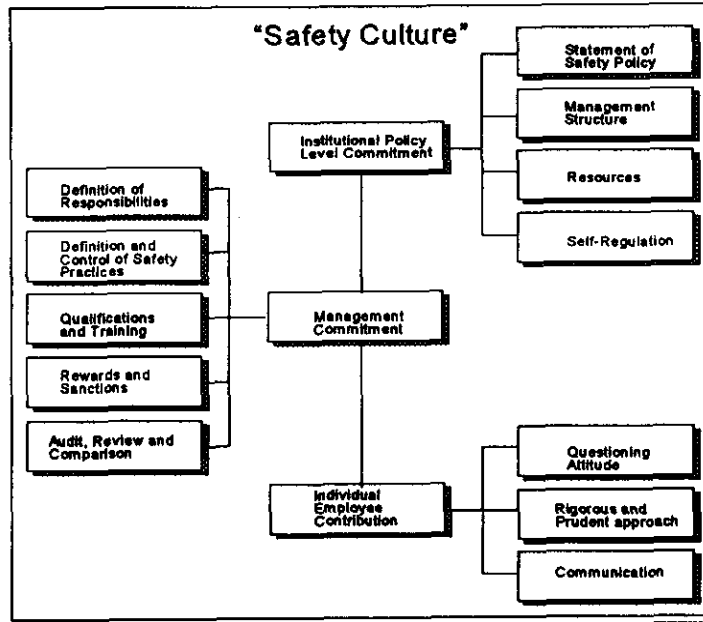 "Safety Culture"
Institutional Policy
Level Commitment
Statement of
Safety Policy
Management
Structure
Resources
Self-Regulation
Management
Commitment
Definition of
Responsibilities
Definition and
Control of Safety
Practices
Qualifications
and Training
Rewards and
Sanctions
Audit, Review and
Comparison
Individual
Employee
Contribution
Questioning
Attitude
Rigorous and
Prudent approach
Communication